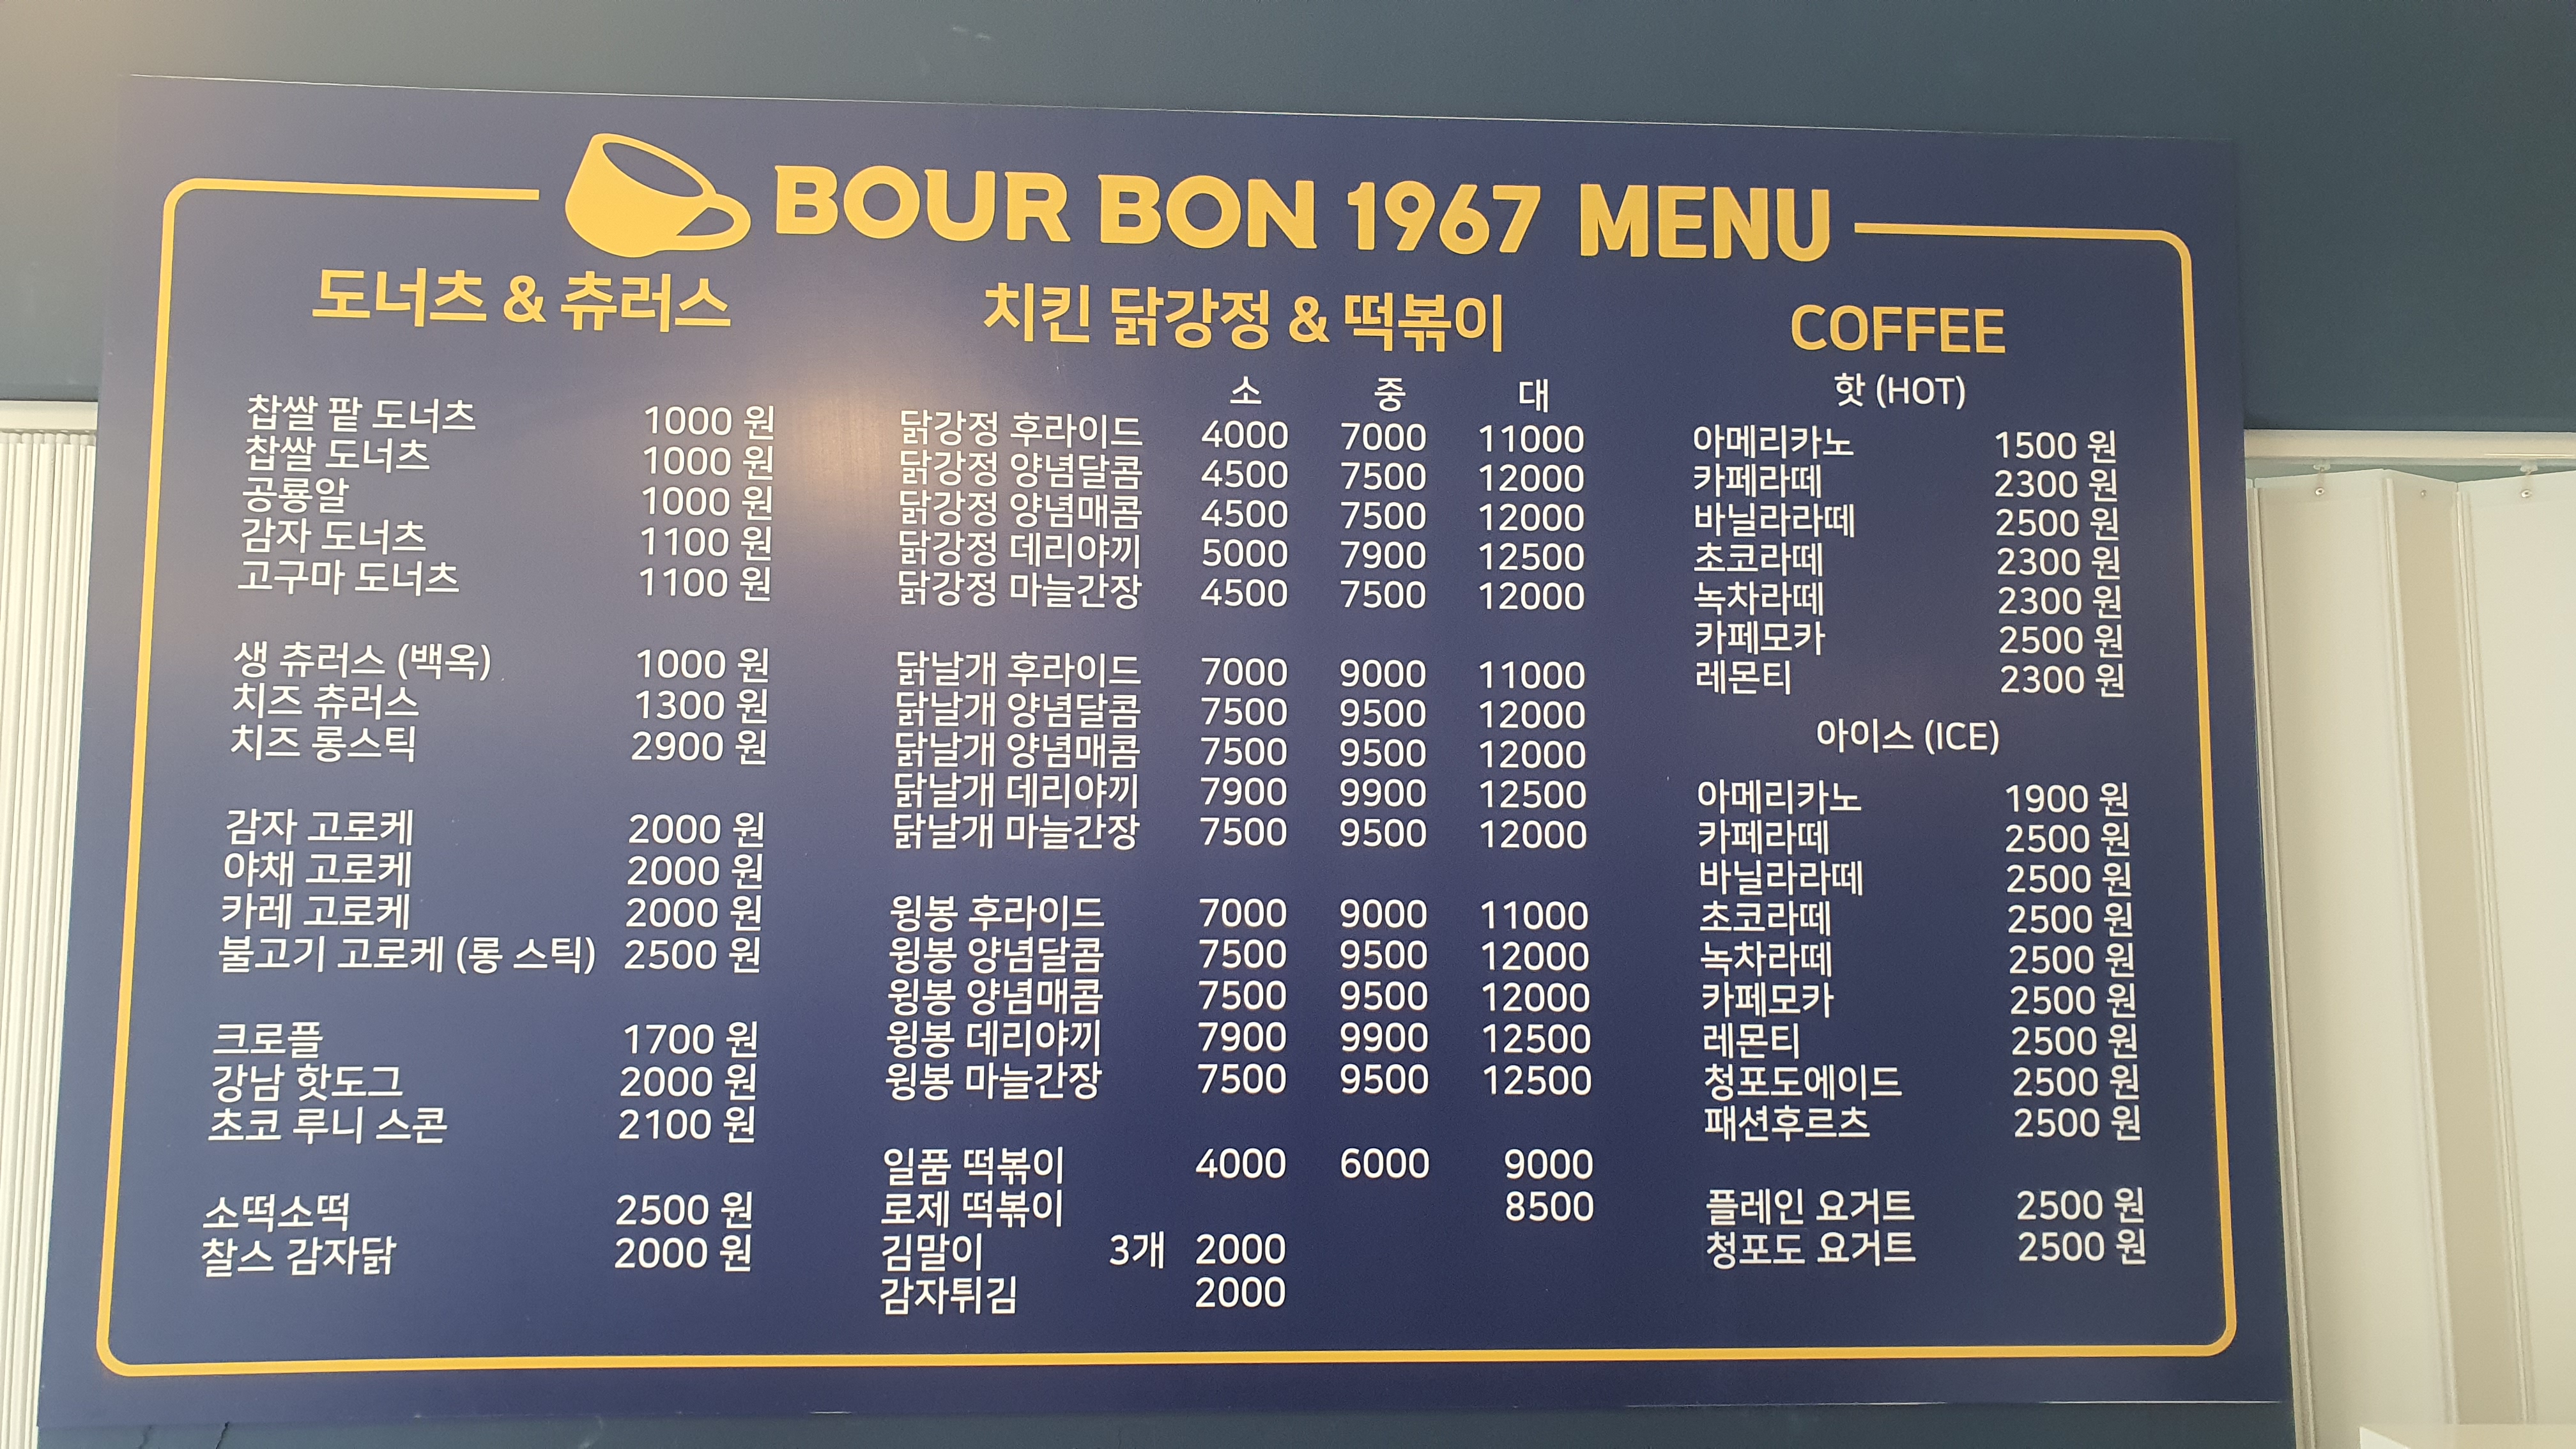 BOUR BON 1967 MENU
도너츠 & 츄러스
찹쌀 팥 도너츠 1000 원
찹쌀 도너츠 1000 원
공룡알 1000 원
감자 도너츠 1100 원
고구마 도너츠 1100 원
생 츄러스 (백옥) 1000 원
치즈 츄러스 1300 원
치즈 롱스틱 2900 원
감자 고로케 2000 원
야채 고로케 2000 원
카레 고로케 2000 원
불고기 고로케 (롱 스틱) 2500 원
크로플 1700 원
강남 핫도그 2000 원
초코 루니 스콘 2100 원
소떡소떡 2500 원
찰스 감자닭 2000 원
치킨 닭강정 & 떡볶이
소 중 대
닭강정 후라이드 4000 7000 11000
닭강정 양념달콤 4500 7500 12000
닭강정 양념매콤 4500 7500 12000
닭강정 데리야끼 5000 7900 12500
닭강정 마늘간장 4500 7500 12000
닭날개 후라이드 7000 9000 11000
닭날개 양념달콤 7500 9500 12000
닭날개 양념매콤 7500 9500 12000
닭날개 데리야끼 7900 9900 12500
닭날개 마늘간장 7500 9500 12000
윙봉 후라이드 7000 9000 11000
윙봉 양념달콤 7500 9500 12000
윙봉 양념매콤 7500 9500 12000
윙봉 데리야끼 7900 9900 12500
윙봉 마늘간장 7500 9500 12500
일품 떡볶이 4000 6000 9000
로제 떡볶이 8500
김말이 3개 2000
감자튀김 2000
COFFEE
핫 (HOT)
아메리카노 1500 원
카페라떼 2300 원
바닐라라떼 2500 원
초코라떼 2300 원
녹차라떼 2300 원
카페모카 2500 원
레몬티 2300 원
아이스 (ICE)
아메리카노 1900 원
카페라떼 2500 원
바닐라라떼 2500 원
초코라떼 2500 원
녹차라떼 2500 원
카페모카 2500 원
레몬티 2500 원
청포도에이드 2500 원
패션후르츠 2500 원
플레인 요거트 2500 원
청포도 요거트 2500 원